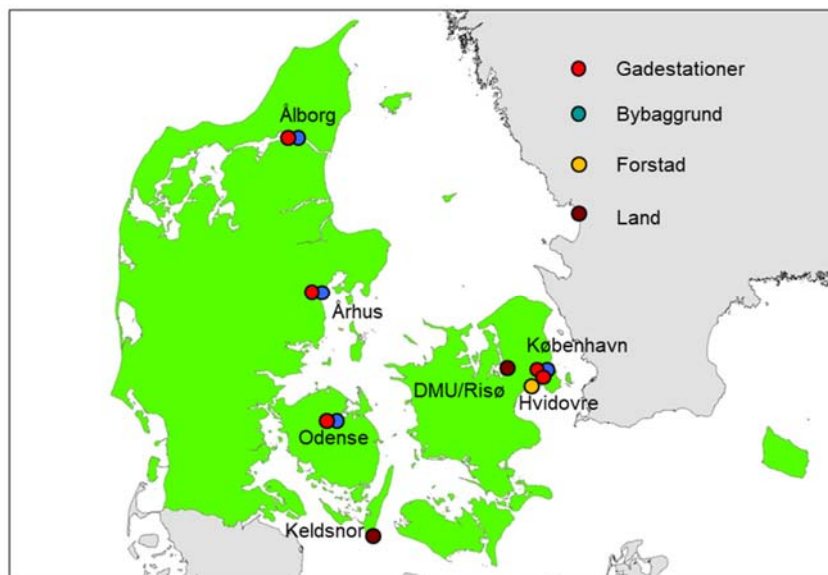 Gadestationer
Bybaggrund
Forstad
Land
Ålborg
Århus
København
DMU/Risø
Hvidovre
Odense
Keldsnor